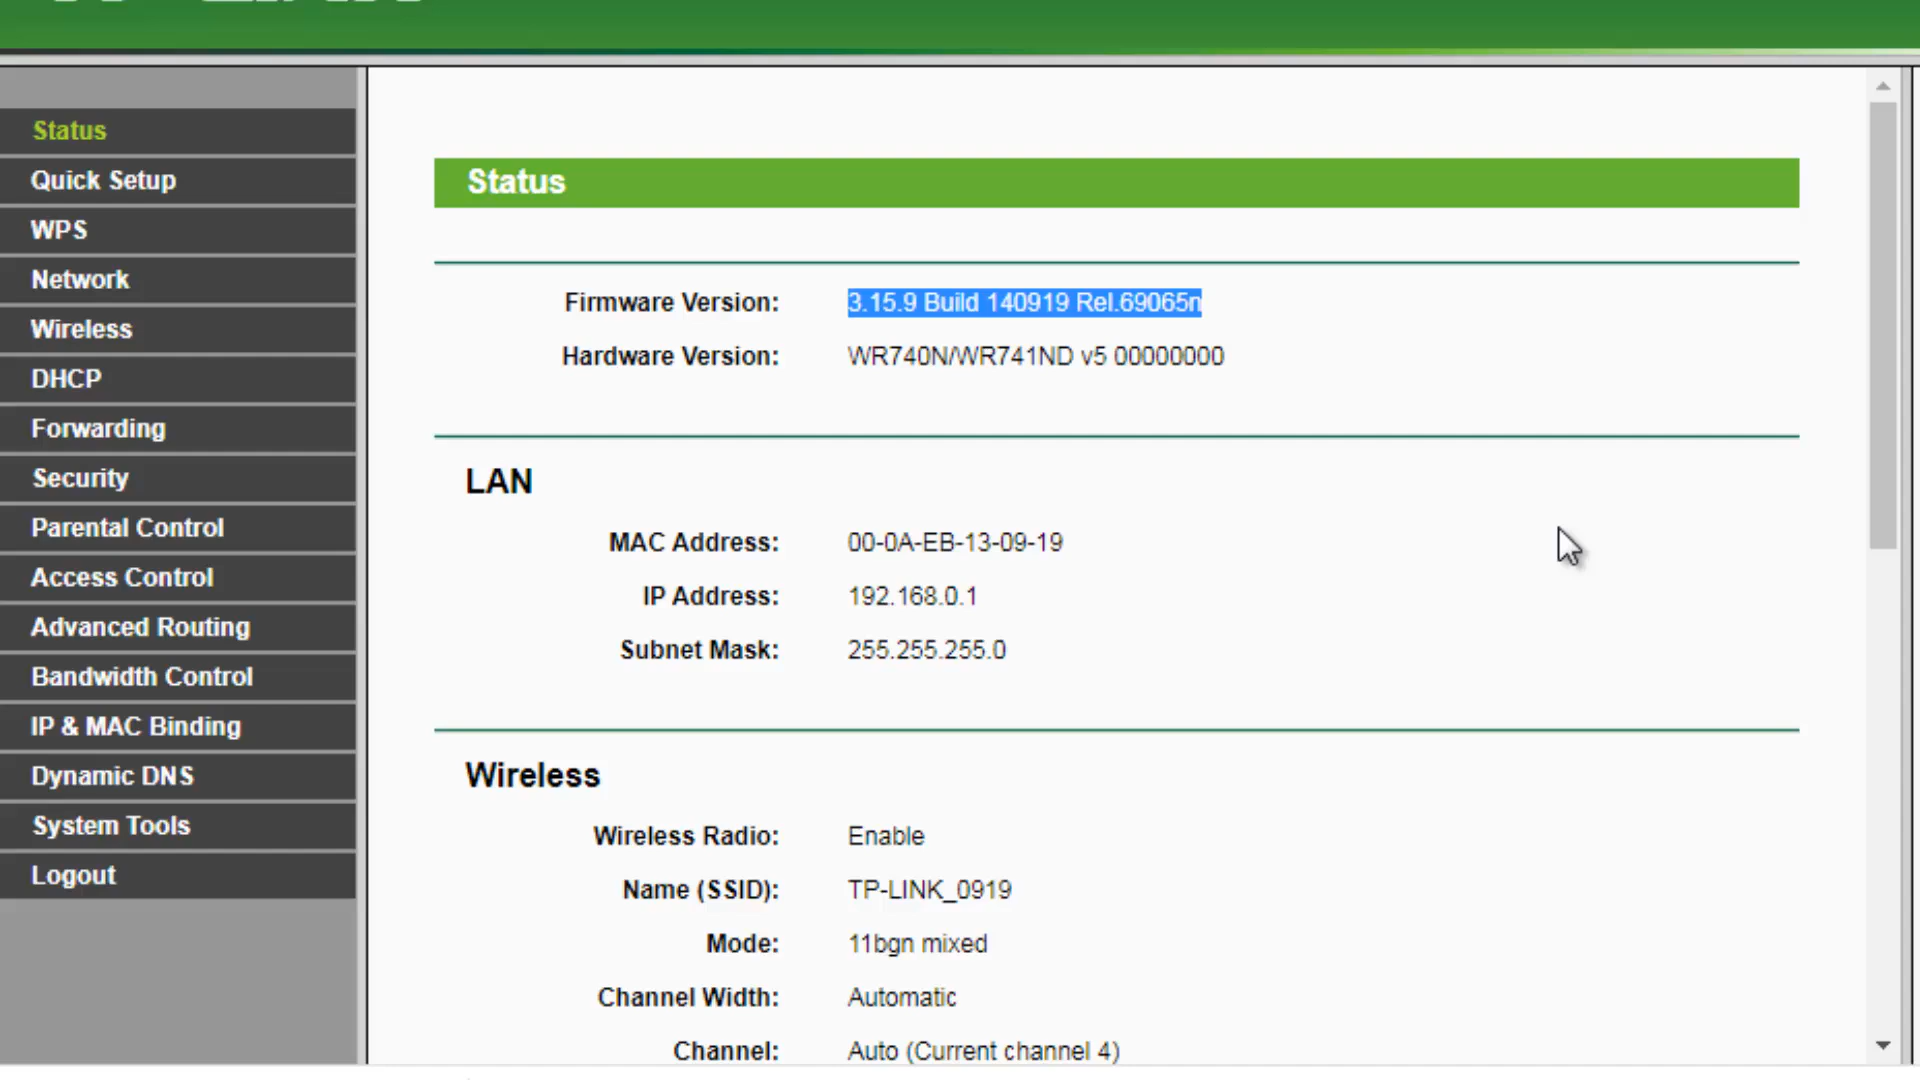 Status
Quick Setup
WPS
Network
Wireless
DHCP
Forwarding
Security
Parental Control
Access Control
Advanced Routing
Bandwidth Control
IP & MAC Binding
Dynamic DNS
System Tools
Logout
Status
Firmware Version: 3.15.9 Build 140919 Rel.69065n
Hardware Version: WR740N/WR741ND v5 00000000
LAN
MAC Address: 00-0A-EB-13-09-19
IP Address: 192.168.0.1
Subnet Mask: 255.255.255.0
Wireless
Wireless Radio: Enable
Name (SSID): TP-LINK_0919
Mode: 11bgn mixed
Channel Width: Automatic
Channel: Auto (Current channel 4)